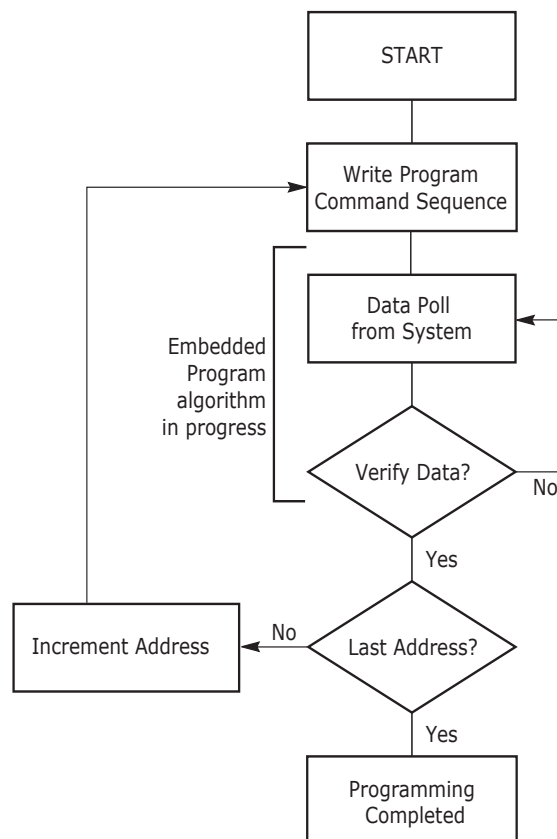 START
Write Program
Command Sequence
Data Poll
from System
Embedded
Program
algorithm
in progress
Verify Data?
No
Yes
Increment Address
No
Last Address?
Yes
Programming
Completed